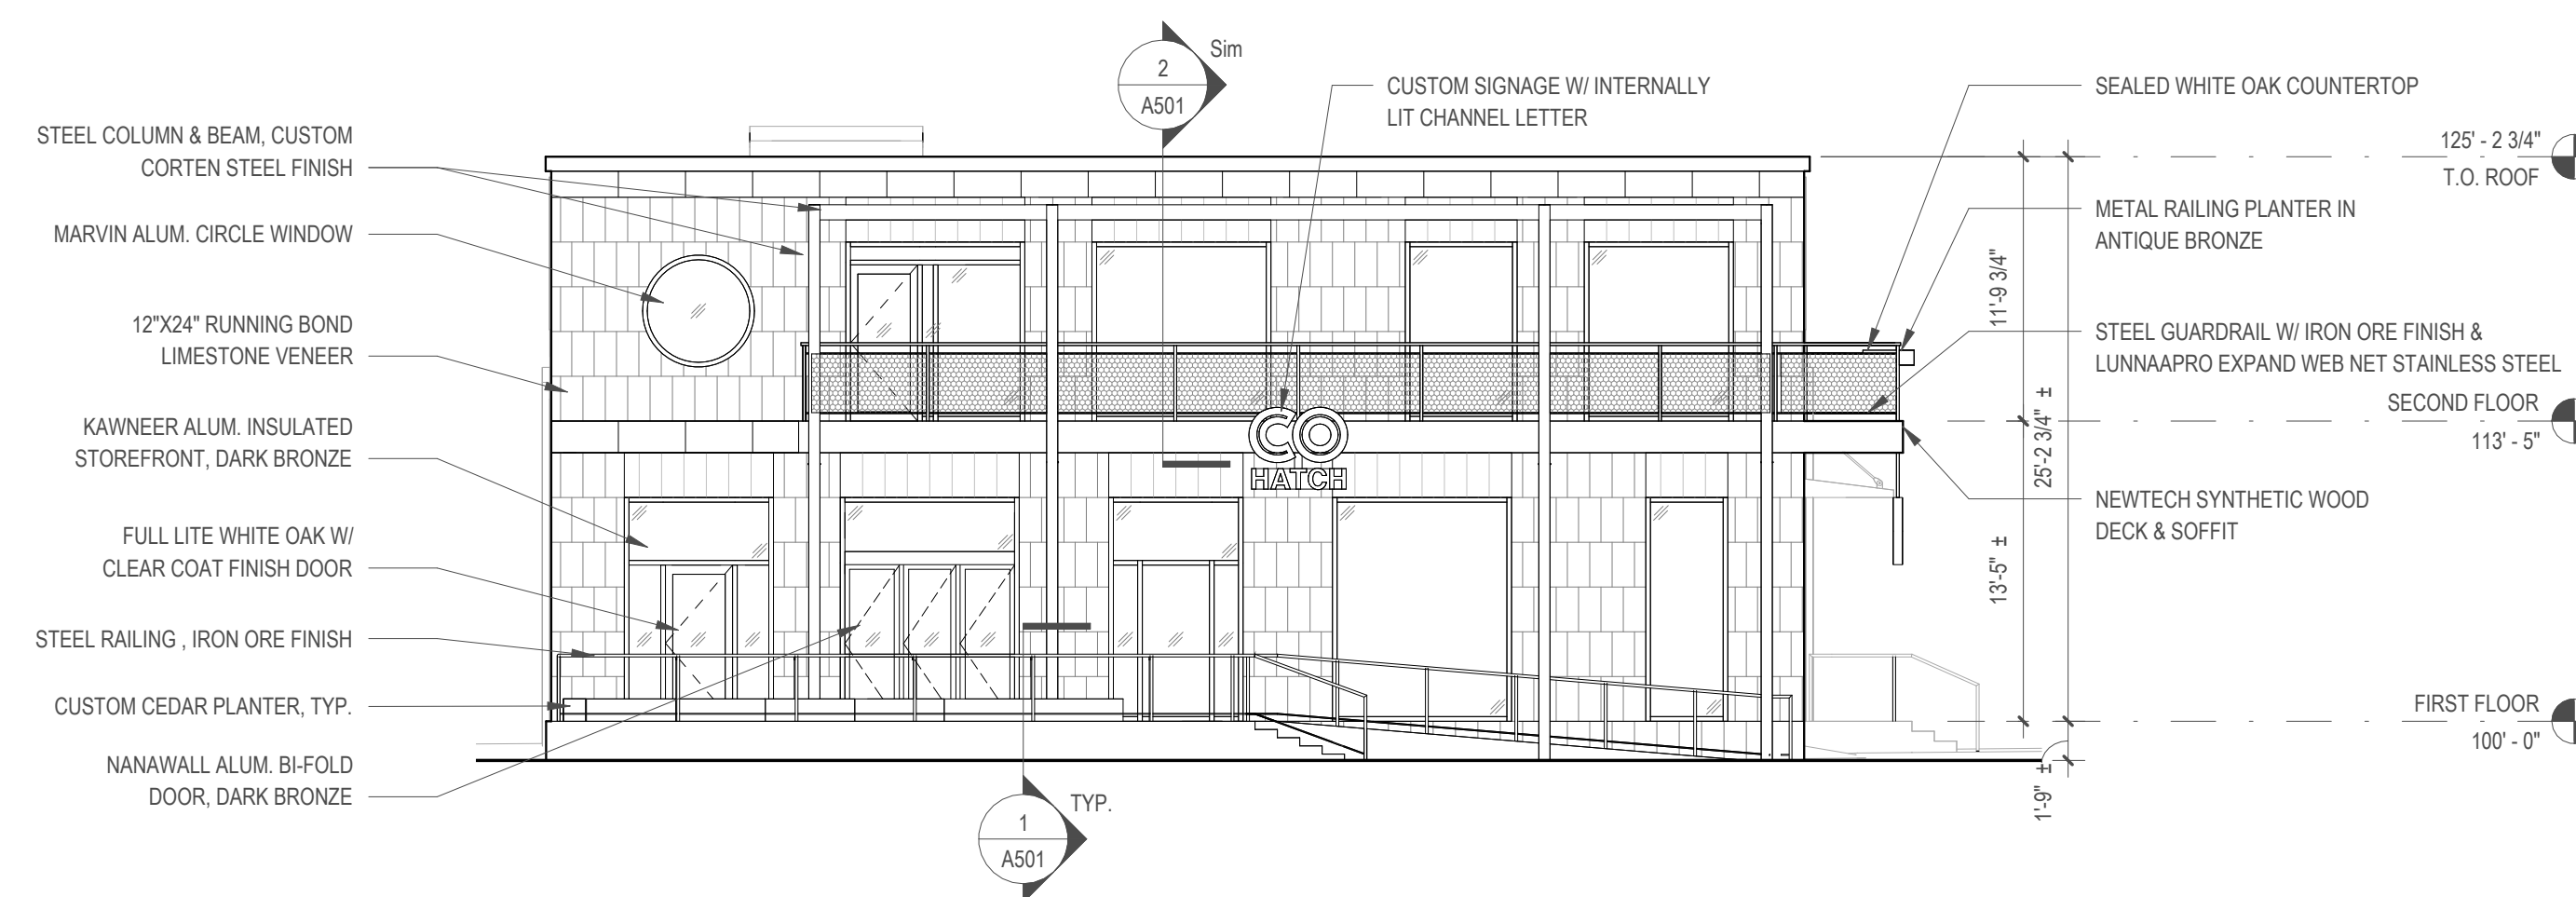 2
A501
Sim
CUSTOM SIGNAGE W/ INTERNALLY
LIT CHANNEL LETTER
STEEL COLUMN & BEAM, CUSTOM
CORTEN STEEL FINISH
MARVIN ALUM. CIRCLE WINDOW
12"X24" RUNNING BOND
LIMESTONE VENEER
KAWNEER ALUM. INSULATED
STOREFRONT, DARK BRONZE
FULL LITE WHITE OAK W/
CLEAR COAT FINISH DOOR
STEEL RAILING , IRON ORE FINISH
CUSTOM CEDAR PLANTER, TYP.
NANAWALL ALUM. BI-FOLD
DOOR, DARK BRONZE
CO
HATCH
1
A501
TYP.
SEALED WHITE OAK COUNTERTOP
METAL RAILING PLANTER IN
ANTIQUE BRONZE
STEEL GUARDRAIL W/ IRON ORE FINISH &
LUNNAAPRO EXPAND WEB NET STAINLESS STEEL
NEWTECH SYNTHETIC WOOD
DECK & SOFFIT
11'-9 3/4"
25'-2 3/4" ±
13'-5" ±
1'-9" ±
125' - 2 3/4"
T.O. ROOF
SECOND FLOOR
113' - 5"
FIRST FLOOR
100' - 0"